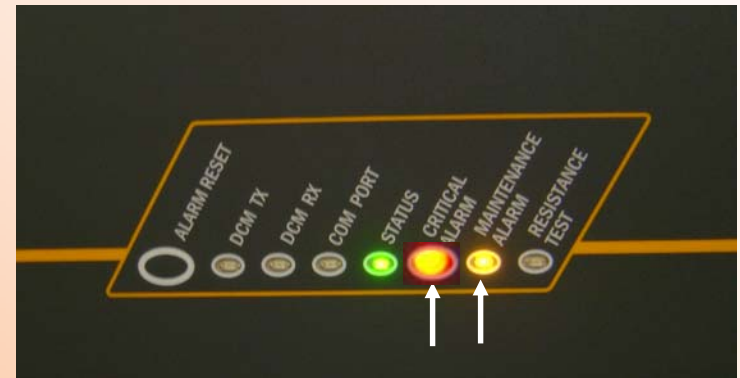 ALARM RESET
DCM TX
DCM RX
COM PORT
STATUS
CRITICAL
ALARM
MAINTENANCE
ALARM
RESISTANCE
TEST